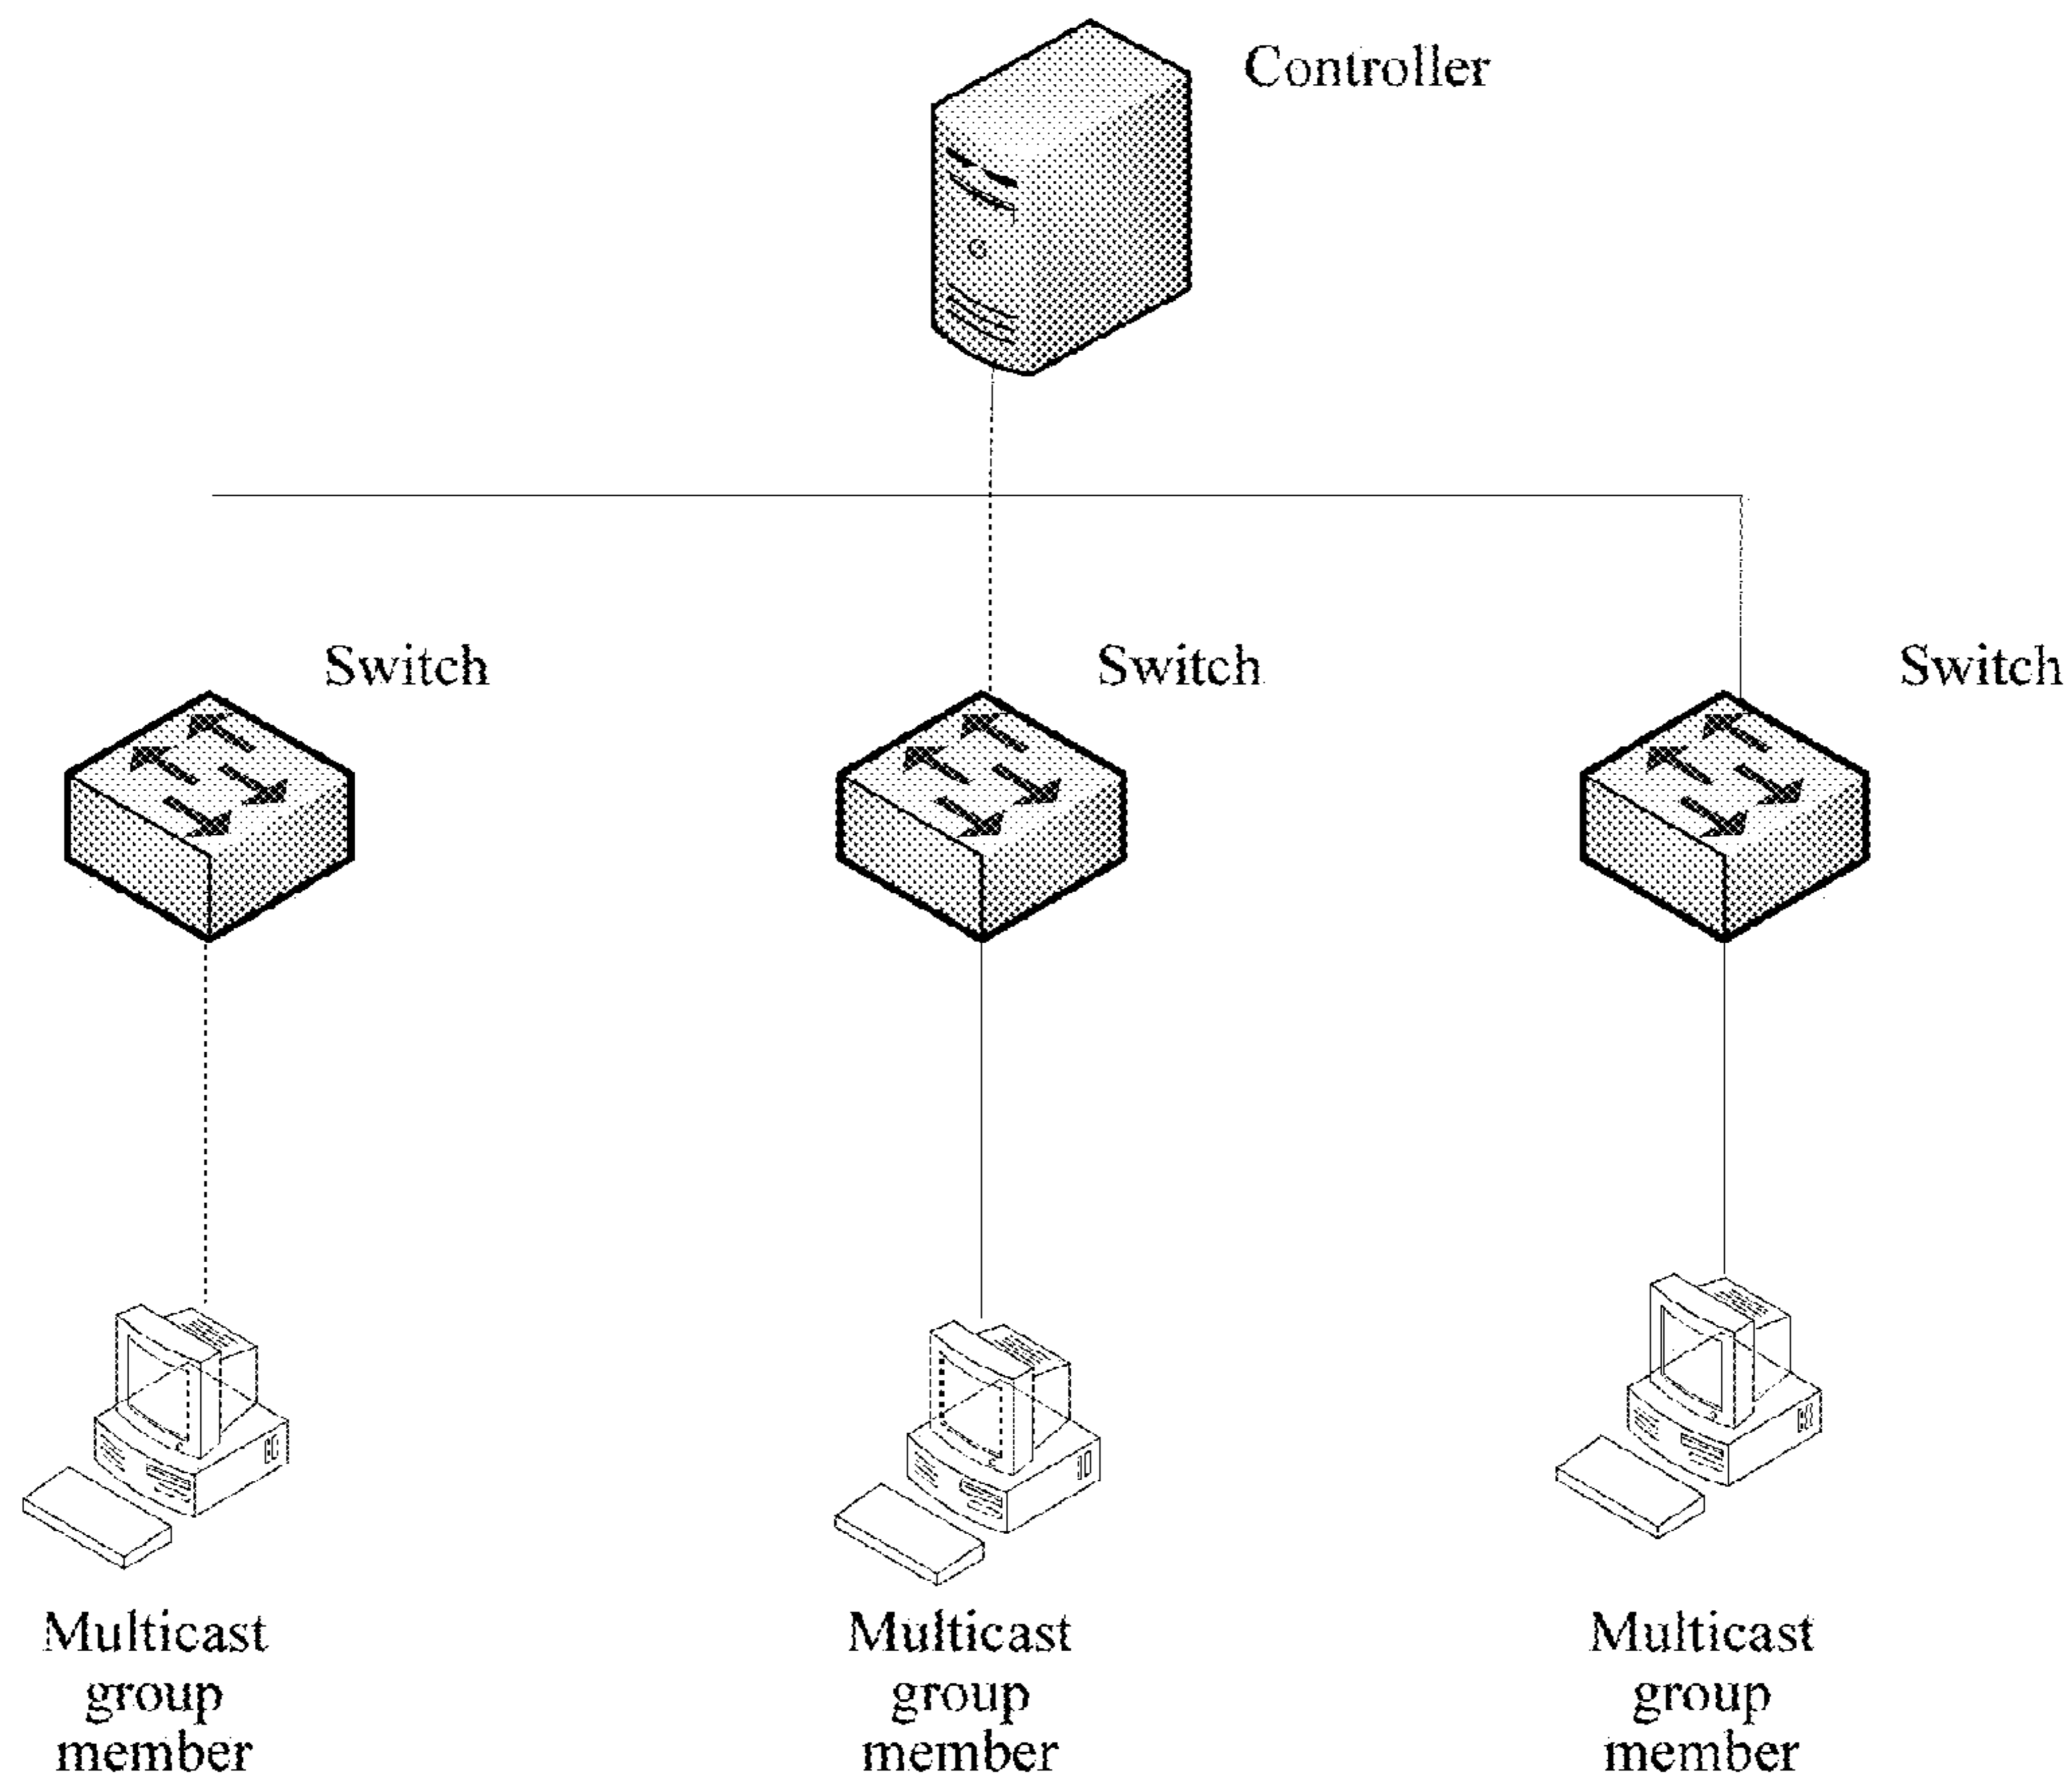 Controller
Switch
Switch
Switch
Multicast
group
member
Multicast
group
member
Multicast
group
member